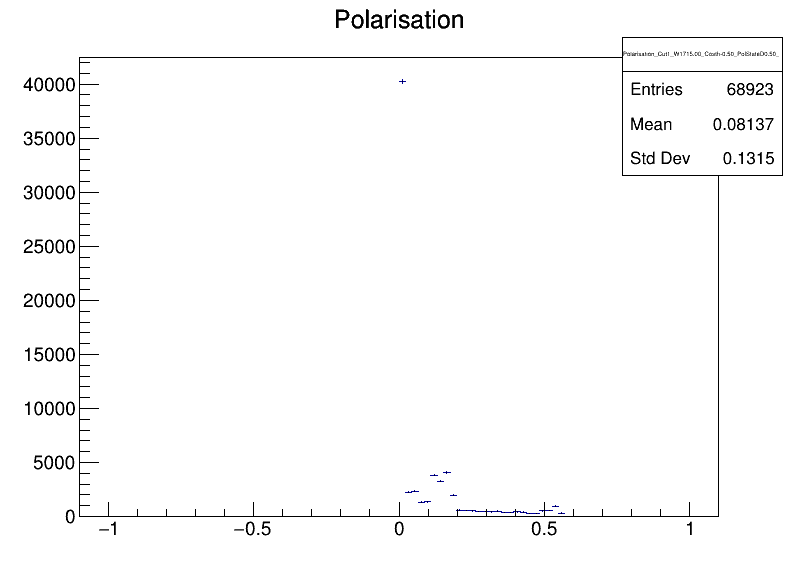 Polarisation
Polarisation_Cut1_W1715.00_Costh-0.50_PolStateD0.50_
Entries 68923
Mean 0.08137
Std Dev 0.1315
40000
35000
30000
25000
20000
15000
10000
5000
0
−1 −0.5 0 0.5 1